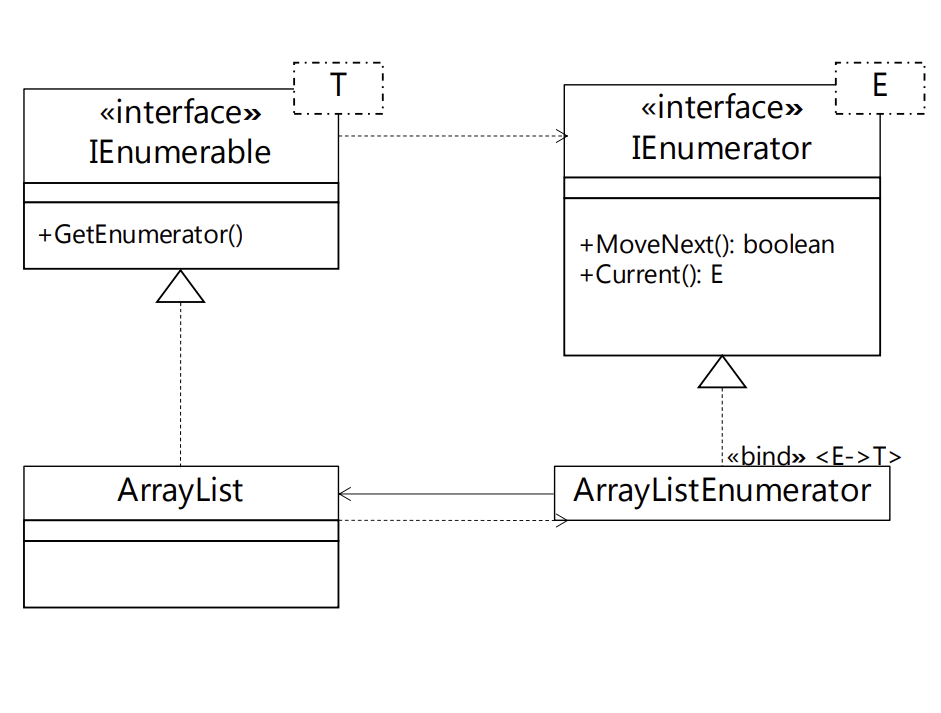 T
«interface»
IEnumerable
+GetEnumerator()
E
«interface»
IEnumerator
+MoveNext(): boolean
+Current(): E
ArrayList
«bind» <E->T>
ArrayListEnumerator